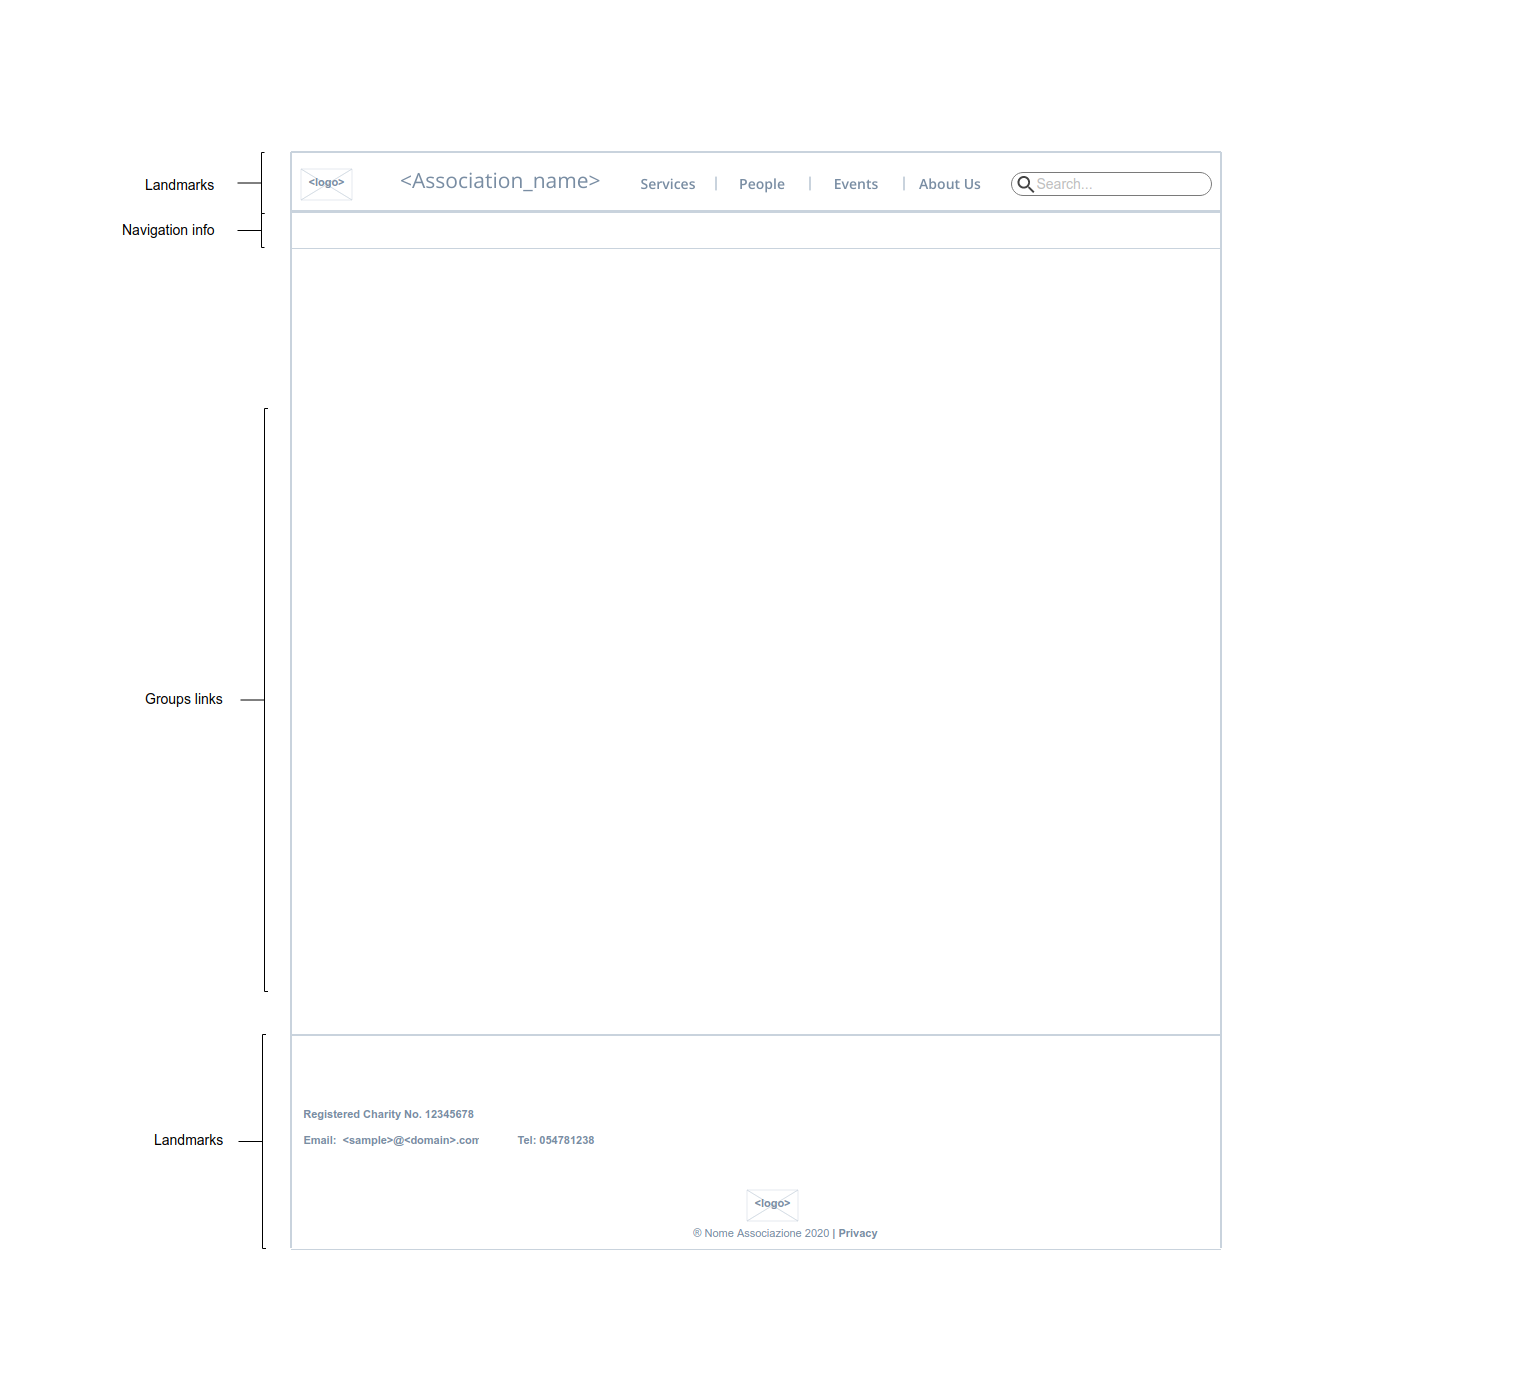 Landmarks
<logo>
<Association_name>
Services | People | Events | About Us
Search...
Navigation info
Groups links
Landmarks
Registered Charity No. 12345678
Email: <sample>@<domain>.com
Tel: 054781238
<logo>
® Nome Associazione 2020 | Privacy